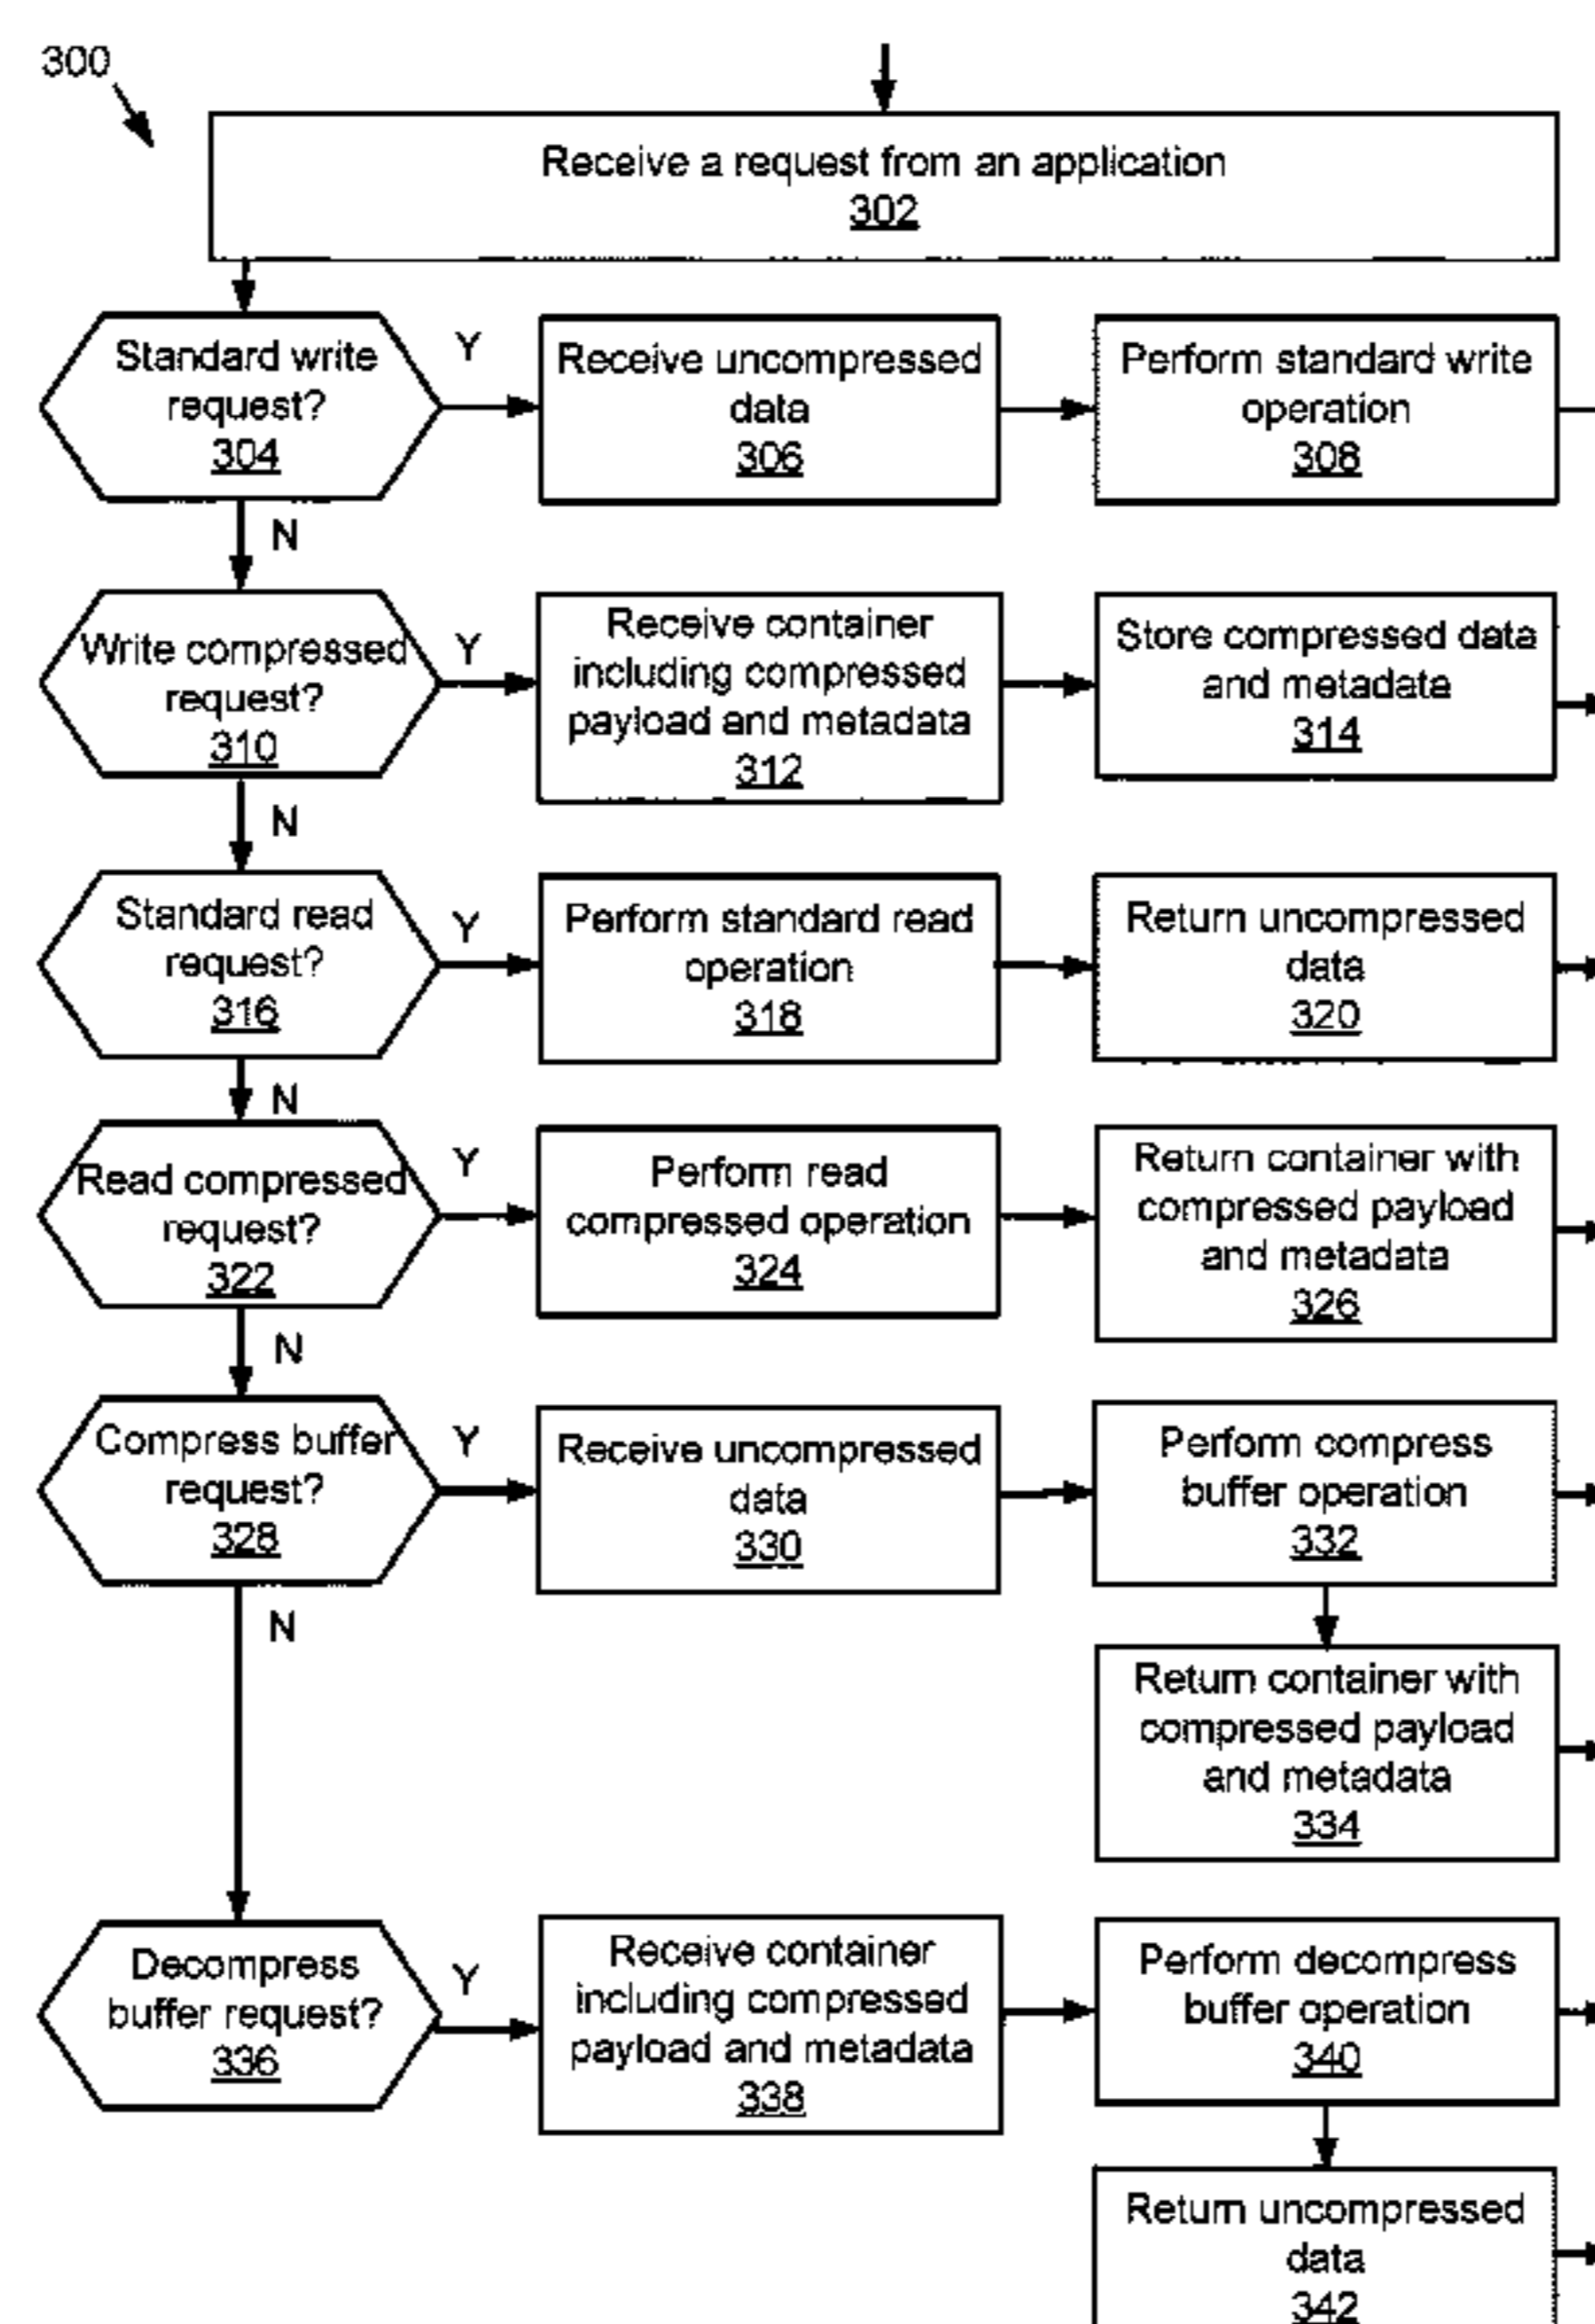 300
Receive a request from an application
302
Standard write
request?
304
Y
Receive uncompressed
data
306
Perform standard write
operation
308
N
Write compressed
request?
310
Y
Receive container
including compressed
payload and metadata
312
Store compressed data
and metadata
314
N
Standard read
request?
316
Y
Perform standard read
operation
318
Return uncompressed
data
320
N
Read compressed
request?
322
Y
Perform read
compressed operation
324
Return container with
compressed payload
and metadata
326
N
Compress buffer
request?
328
Y
Receive uncompressed
data
330
Perform compress
buffer operation
332
N
Return container with
compressed payload
and metadata
334
Decompress
buffer request?
336
Y
Receive container
including compressed
payload and metadata
338
Perform decompress
buffer operation
340
Return uncompressed
data
342